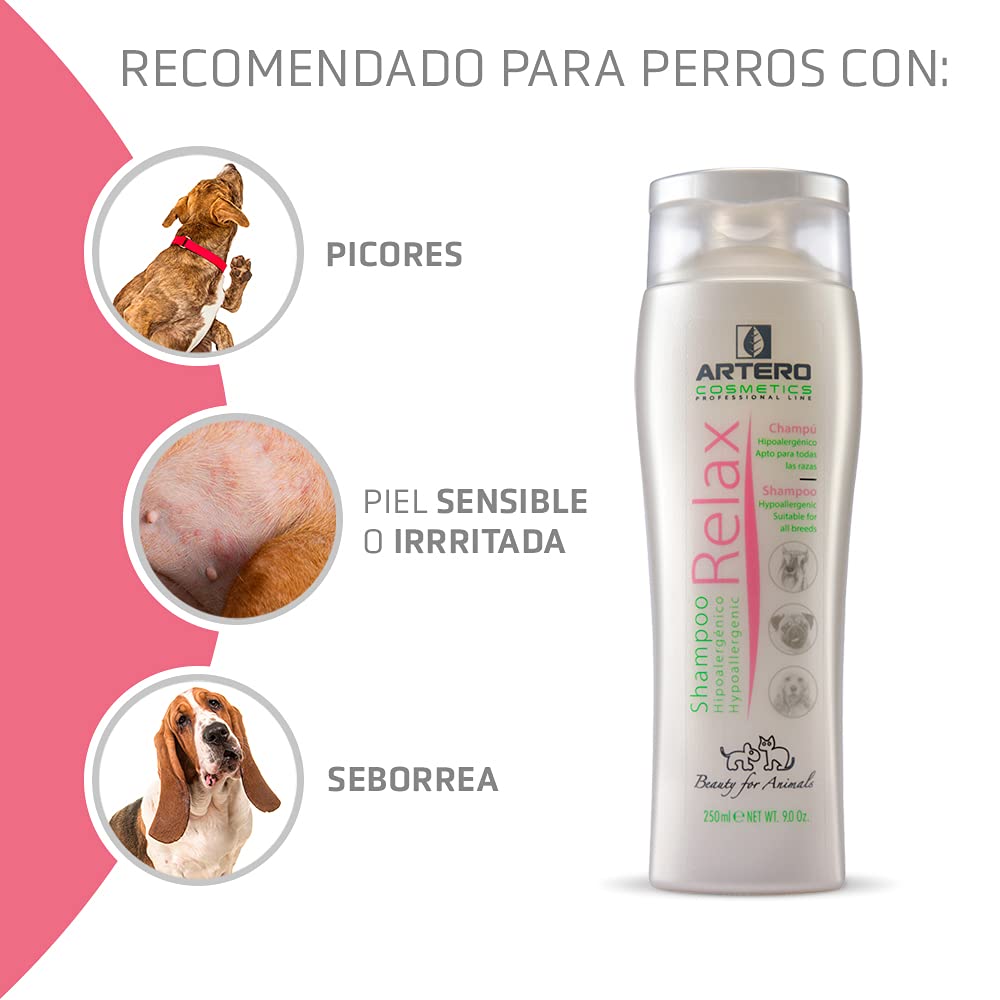 RECOMENDADO PARA PERROS CON:
PICORES
PIEL SENSIBLE
O IRRRITADA
SEBORREA
ARTERO
COSMETICS
PROFESSIONAL LINE
Relax
Shampoo
Hipoalergénico
Hypoallergenic
Champú
Hipoalergénico
Apto para todas
las razas
Shampoo
Hypoallergenic
Suitable for
all breeds
Beauty for Animals
250 ml e NET WT. 9.0 Oz.